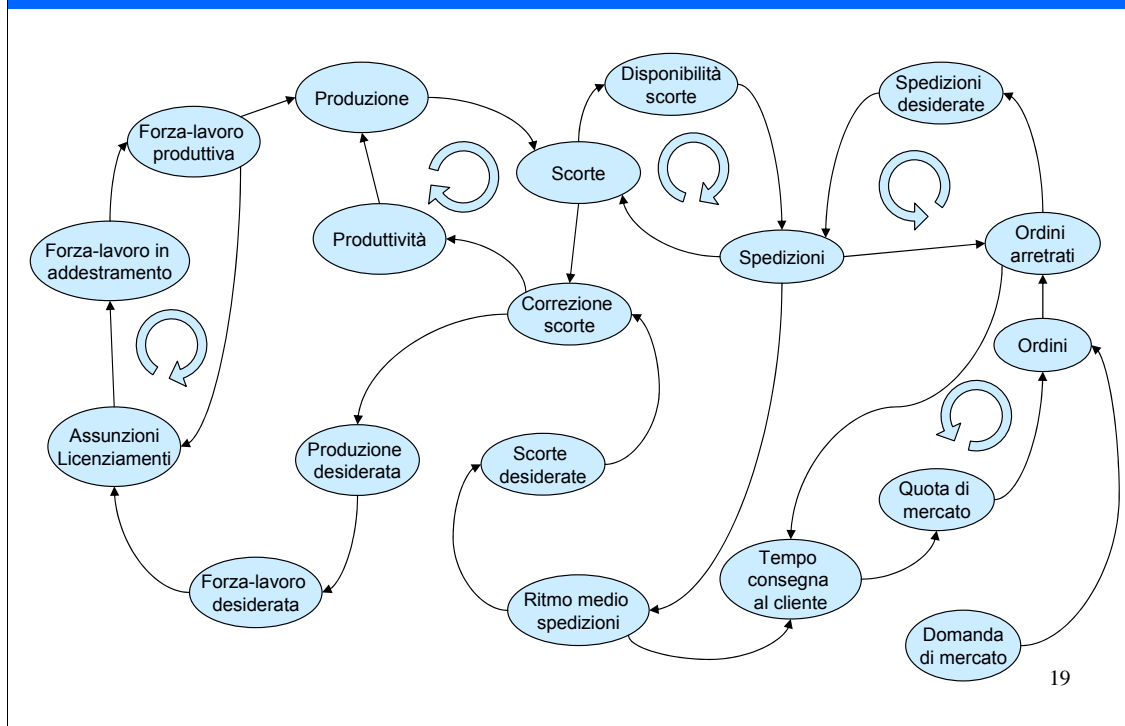 Disponibilità
scorte
Spedizioni
desiderate
Produzione
Forza-lavoro
produttiva
Scorte
Produttività
Spedizioni
Ordini
arretrati
Forza-lavoro in
addestramento
Correzione
scorte
Ordini
Assunzioni
Licenziamenti
Produzione
desiderata
Scorte
desiderate
Quota di
mercato
Forza-lavoro
desiderata
Ritmo medio
spedizioni
Tempo
consegna
al cliente
Domanda
di mercato
19